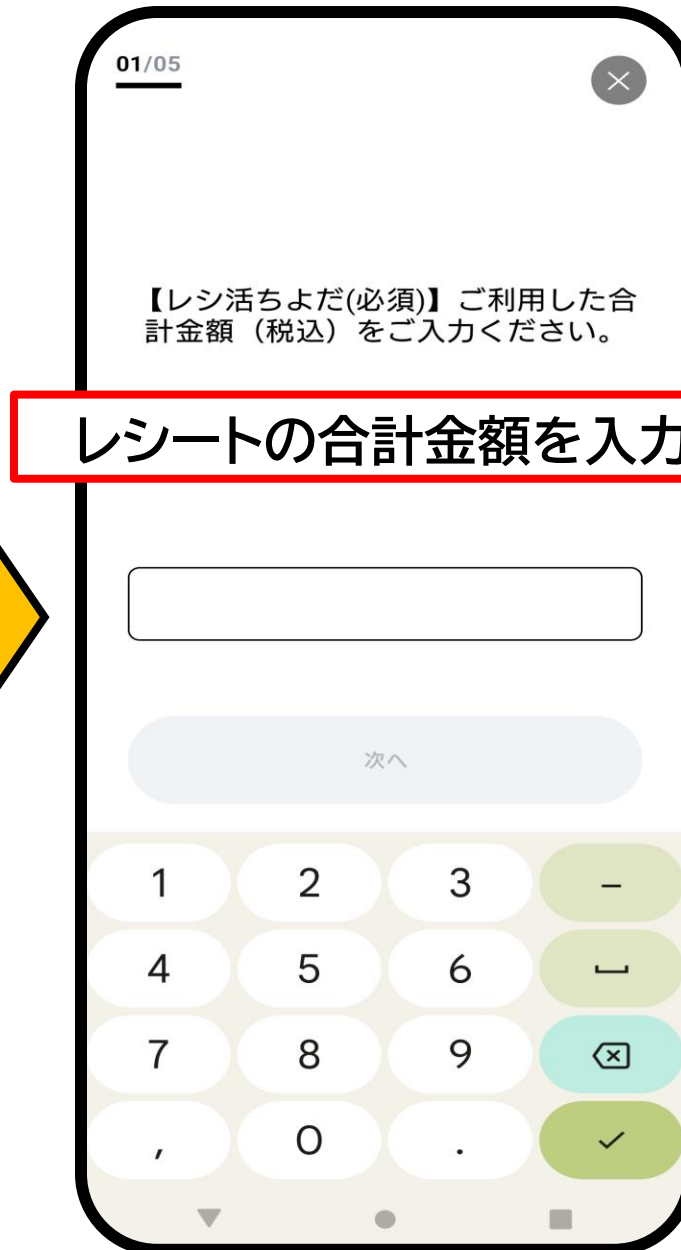 01/05
【レシ活ちよだ(必須)】ご利用した合
計金額（税込）をご入力ください。
レシートの合計金額を入力
次へ
1 2 3 –
4 5 6
7 8 9
, 0 .